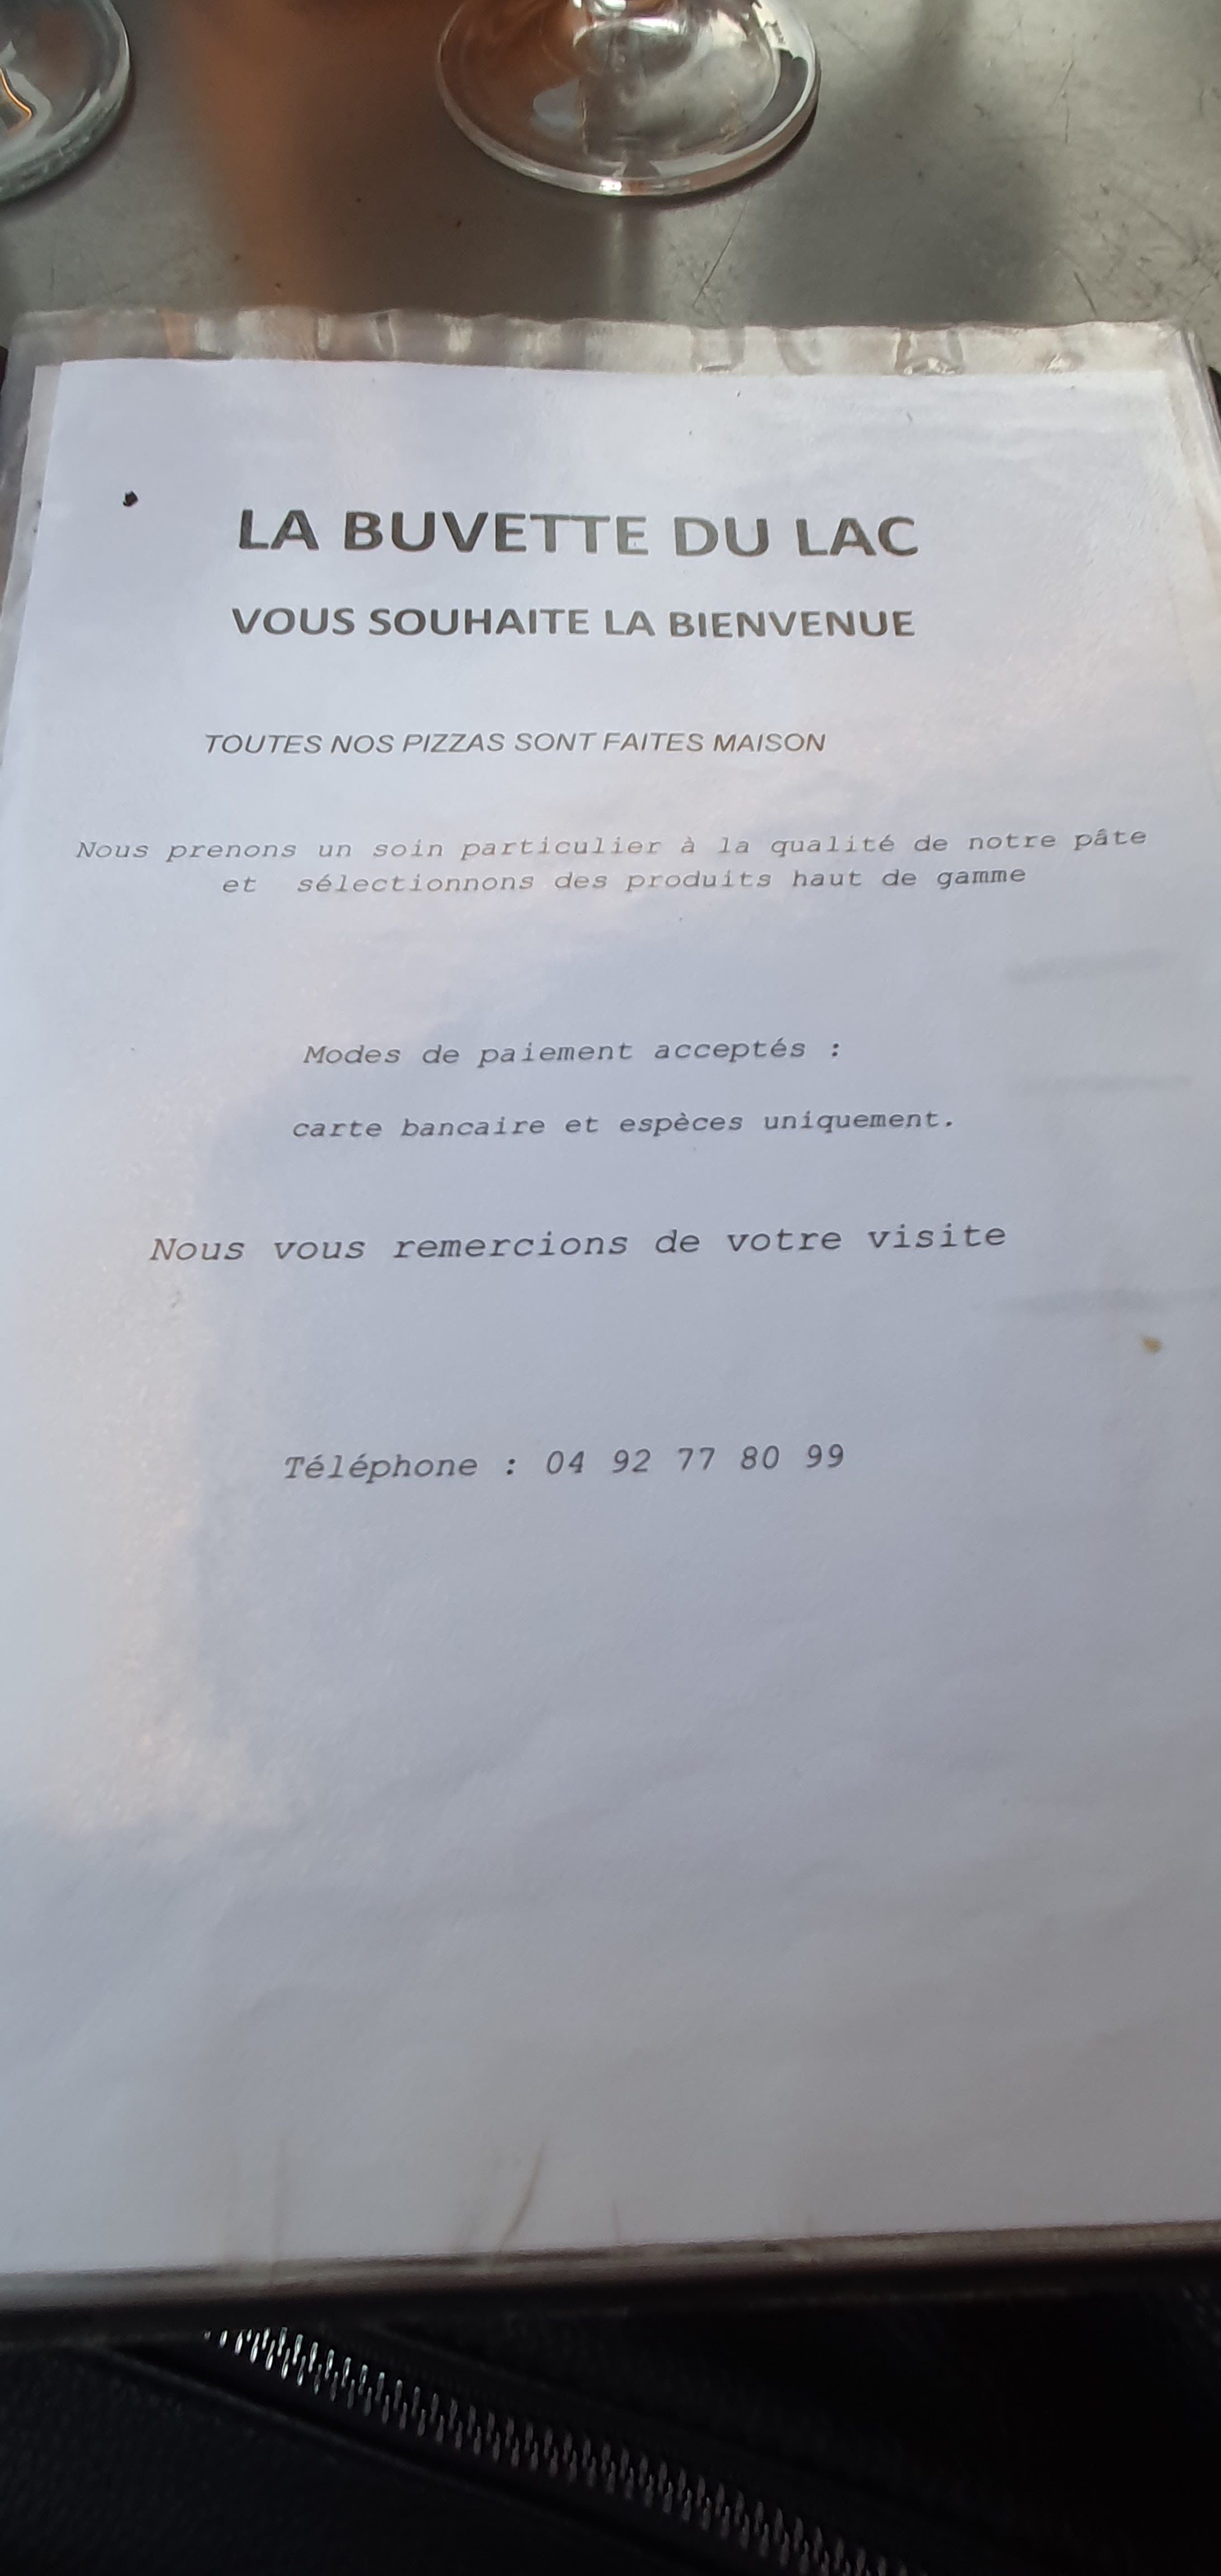 LA BUVETTE DU LAC
VOUS SOUHAITE LA BIENVENUE
TOUTES NOS PIZZAS SONT FAITES MAISON
Nous prenons un soin particulier à la qualité de notre pâte
et sélectionnons des produits haut de gamme
Modes de paiement acceptés :
carte bancaire et espèces uniquement.
Nous vous remercions de votre visite
Téléphone : 04 92 77 80 99